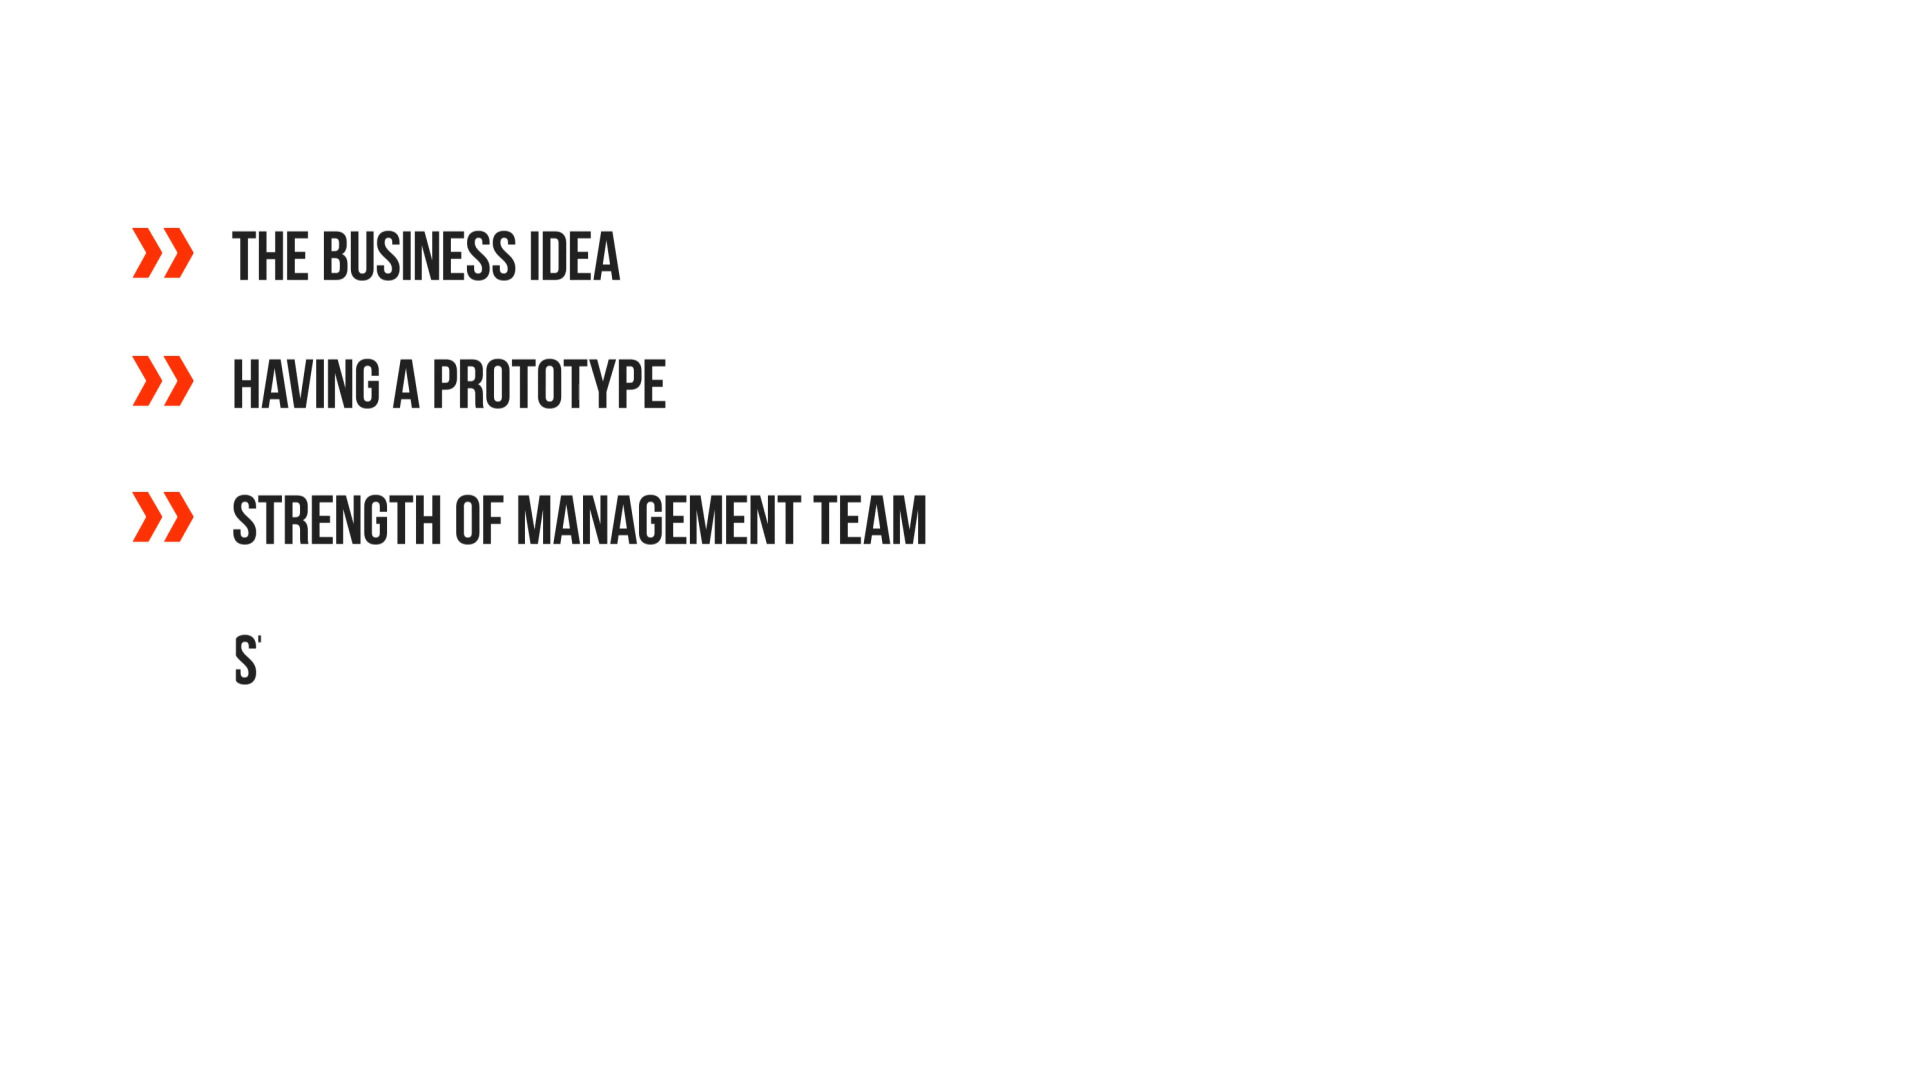 THE BUSINESS IDEA
HAVING A PROTOTYPE
STRENGTH OF MANAGEMENT TEAM
S